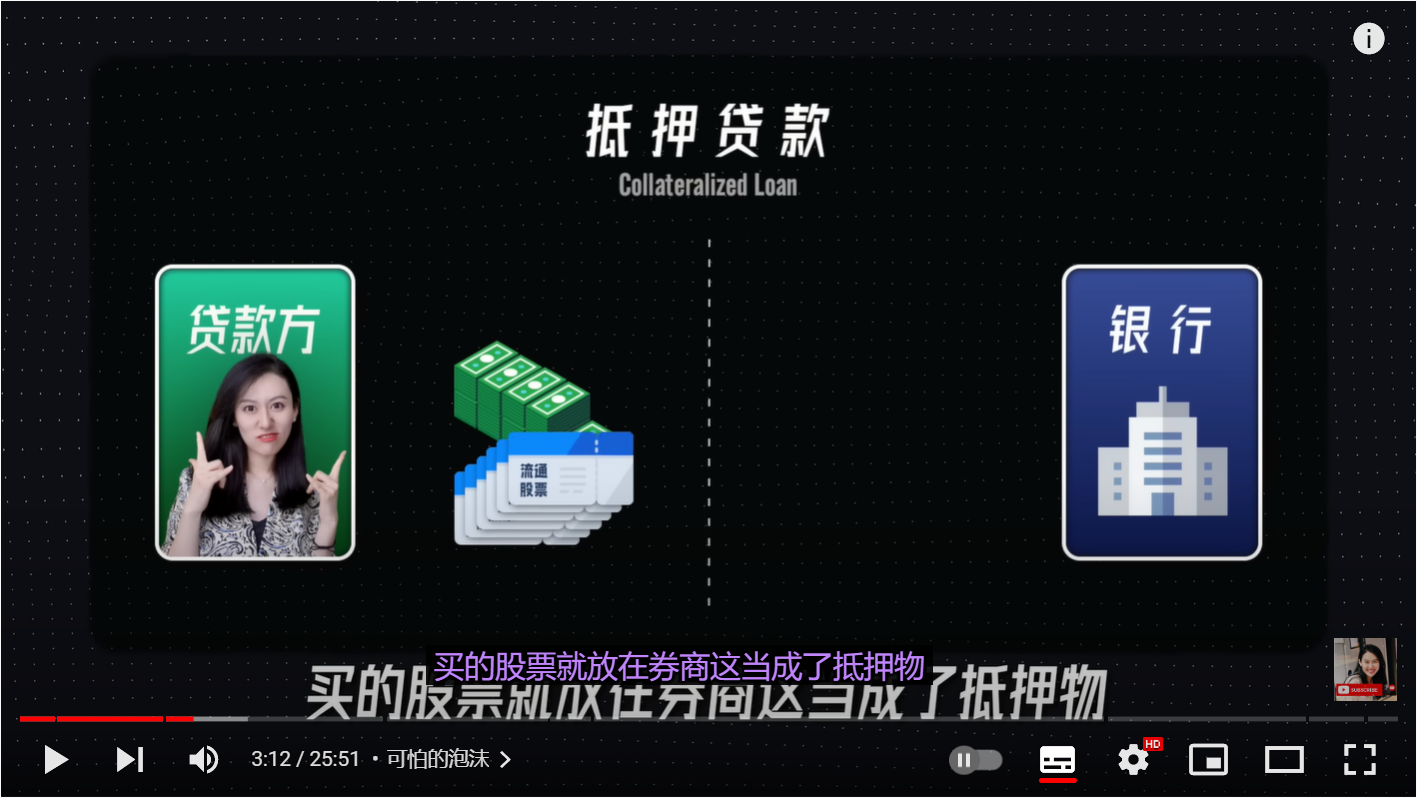 抵押贷款
Collateralized Loan
贷款方
银行
流通
股票
买的股票就放在券商这当成了抵押物
买的股票就放在券商这当成了抵押物
SUBSCRIBE
3:12 / 25:51 • 可怕的泡沫
HD